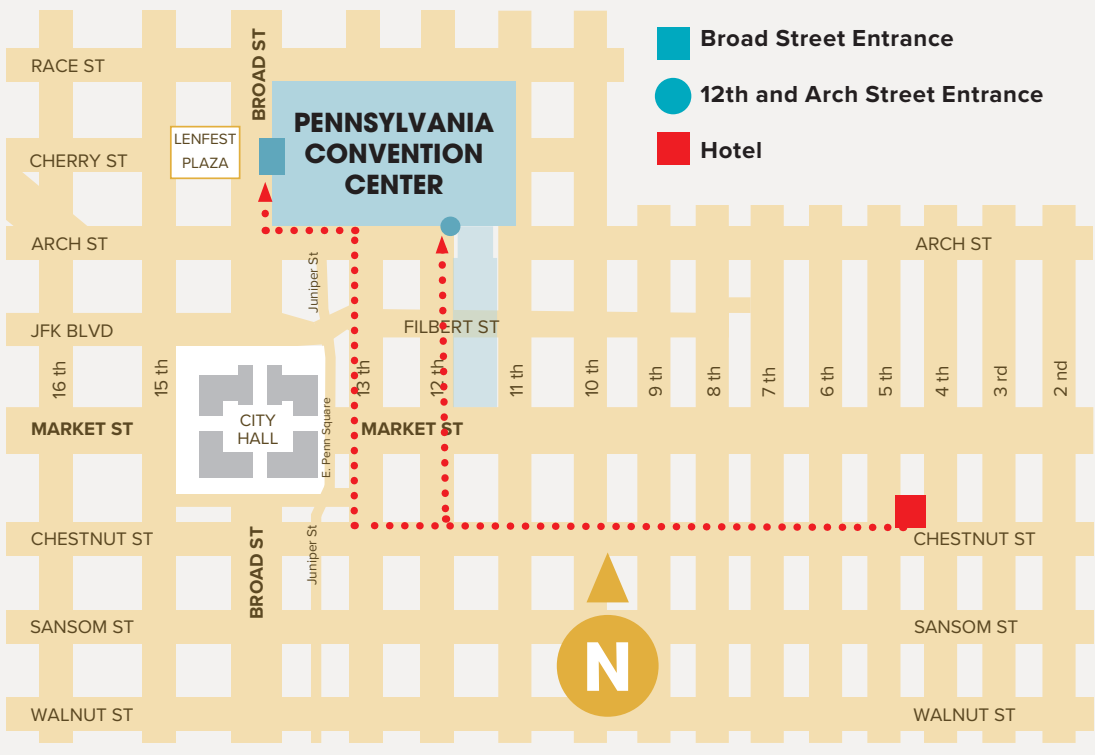 Broad Street Entrance
12th and Arch Street Entrance
Hotel
RACE ST
BROAD ST
PENNSYLVANIA
CONVENTION
CENTER
LENFEST
PLAZA
CHERRY ST
ARCH ST
ARCH ST
Juniper St
JFK BLVD
FILBERT ST
16 th
15 th
13 th
12 th
11 th
10 th
9 th
8 th
7 th
6 th
5 th
4 th
3 rd
2 nd
CITY
HALL
E. Penn Square
MARKET ST
MARKET ST
CHESTNUT ST
BROAD ST
Juniper St
CHESTNUT ST
SANSOM ST
SANSOM ST
N
WALNUT ST
WALNUT ST